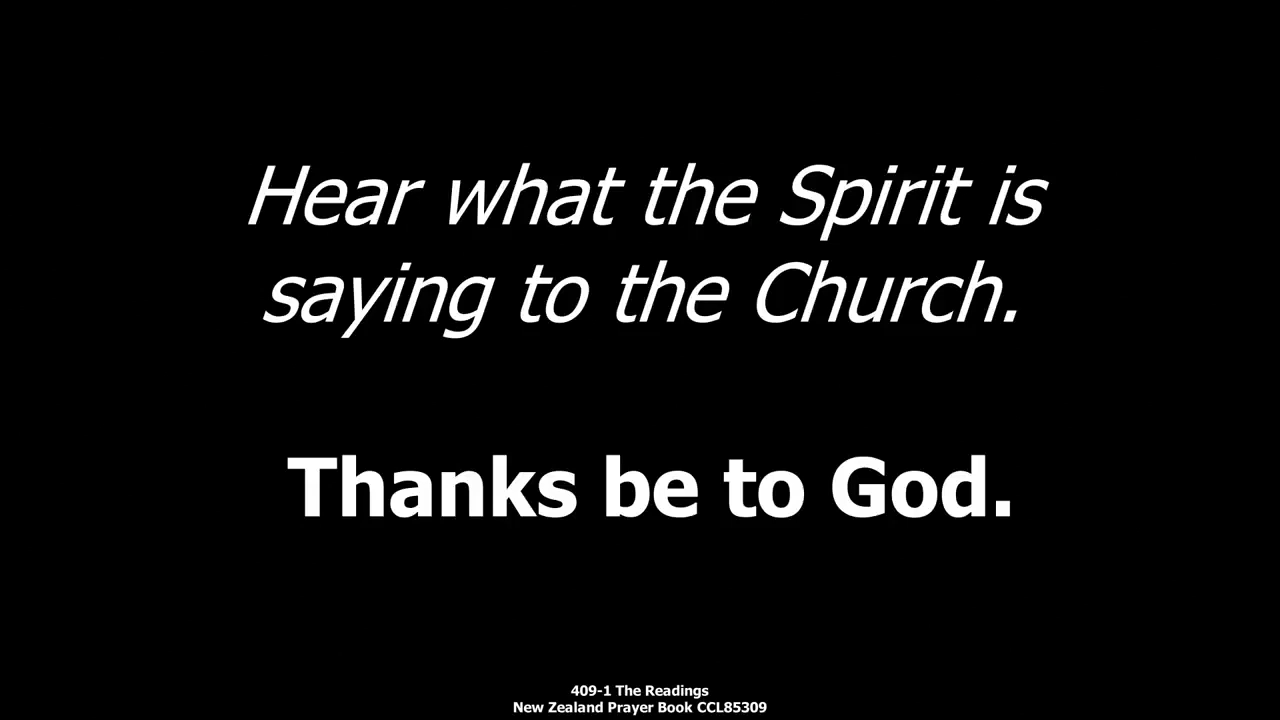 Hear what the Spirit is
saying to the Church.
Thanks be to God.
409-1 The Readings
New Zealand Prayer Book CCL85309